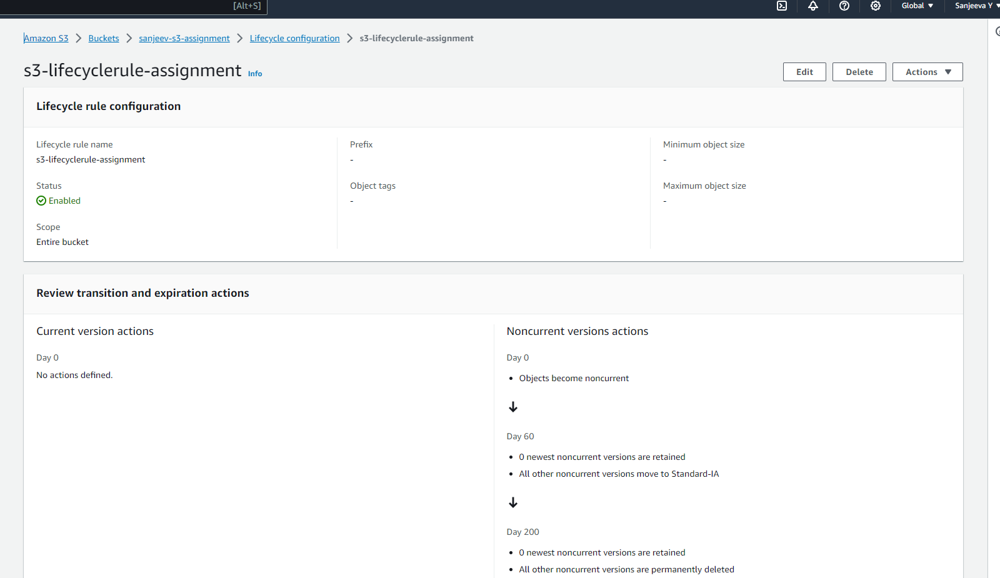 [Alt+S]
Global
Sanjeeva Y
Amazon S3 Buckets sanjeev-s3-assignment Lifecycle configuration s3-lifecyclerule-assignment
s3-lifecyclerule-assignment Info
Edit
Delete
Actions
Lifecycle rule configuration
Lifecycle rule name
s3-lifecyclerule-assignment
Status
Enabled
Scope
Entire bucket
Prefix
-
Object tags
-
Minimum object size
-
Maximum object size
-
Review transition and expiration actions
Current version actions
Day 0
No actions defined.
Noncurrent versions actions
Day 0
• Objects become noncurrent
Day 60
• 0 newest noncurrent versions are retained
• All other noncurrent versions move to Standard-IA
Day 200
• 0 newest noncurrent versions are retained
• All other noncurrent versions are permanently deleted